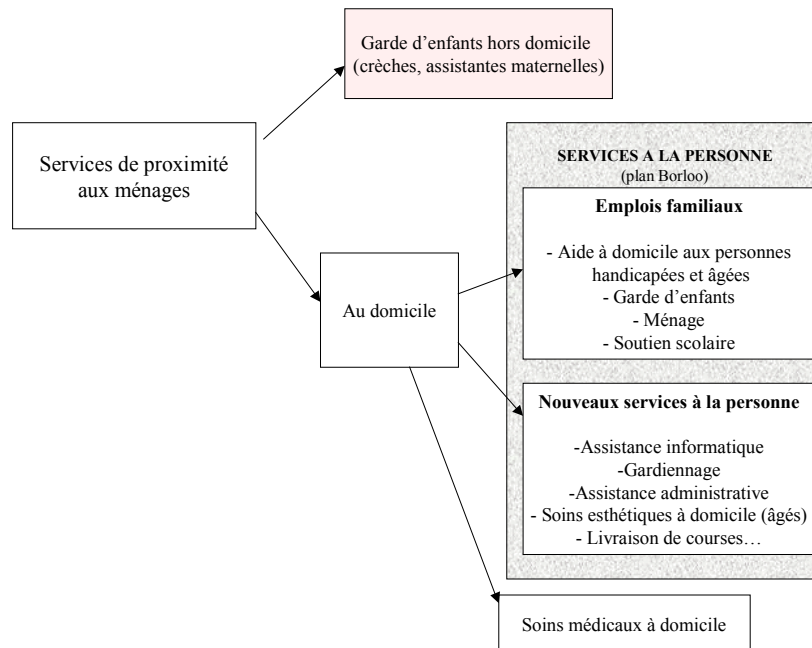 Garde d’enfants hors domicile
(crèches, assistantes maternelles)
Services de proximité
aux ménages
SERVICES A LA PERSONNE
(plan Borloo)
Emplois familiaux
- Aide à domicile aux personnes
handicapées et âgées
- Garde d’enfants
- Ménage
- Soutien scolaire
Au domicile
Nouveaux services à la personne
-Assistance informatique
-Gardiennage
-Assistance administrative
- Soins esthétiques à domicile (âgés)
- Livraison de courses…
Soins médicaux à domicile